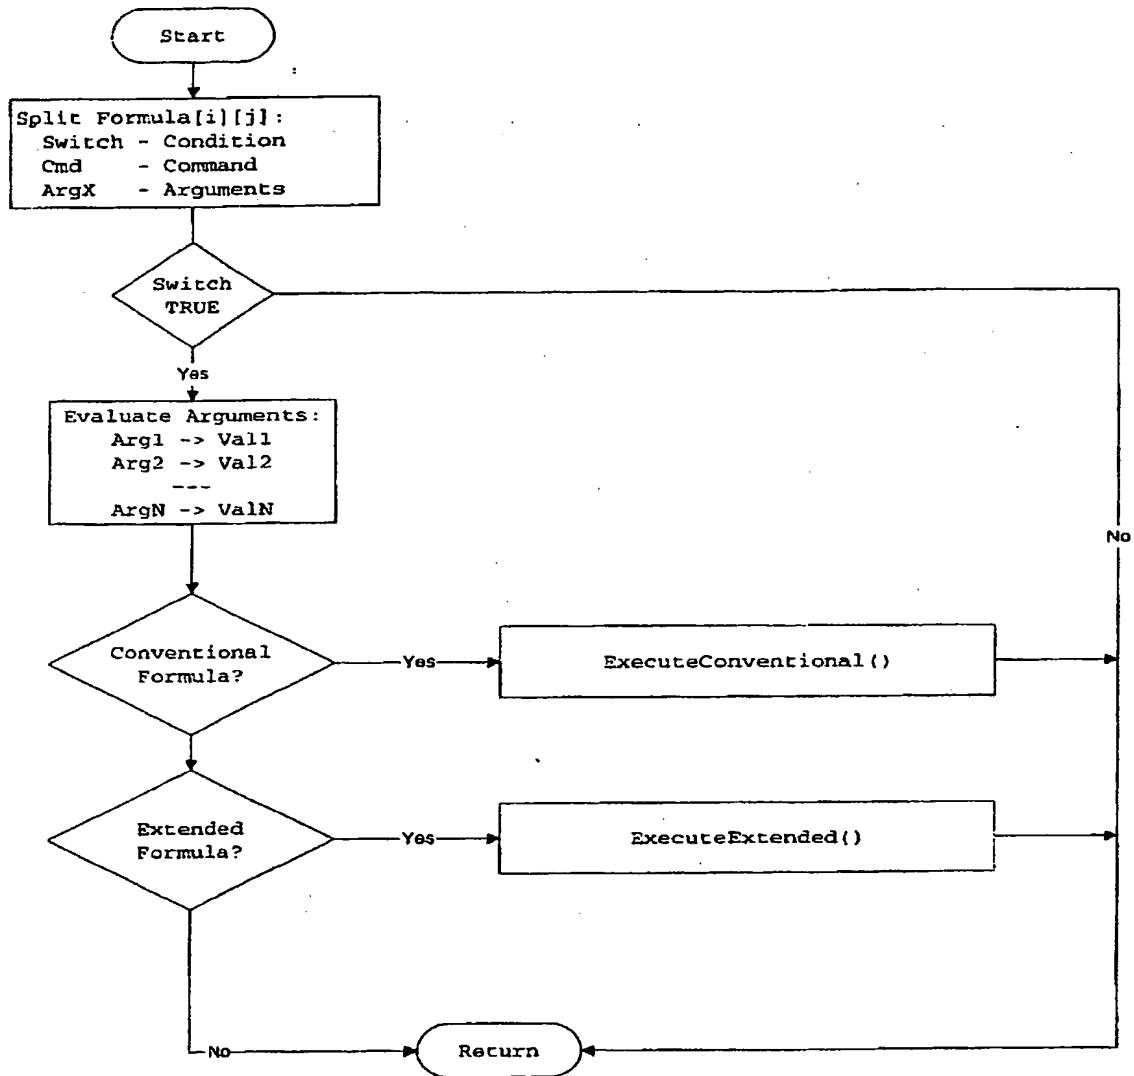 Start
Split Formula[i][j]:
Switch - Condition
Cmd - Command
ArgX - Arguments
Switch
TRUE
Yes
Evaluate Arguments:
Arg1 -> Val1
Arg2 -> Val2
---
ArgN -> ValN
No
Conventional
Formula?
Yes
ExecuteConventional()
Extended
Formula?
Yes
ExecuteExtended()
No
Return